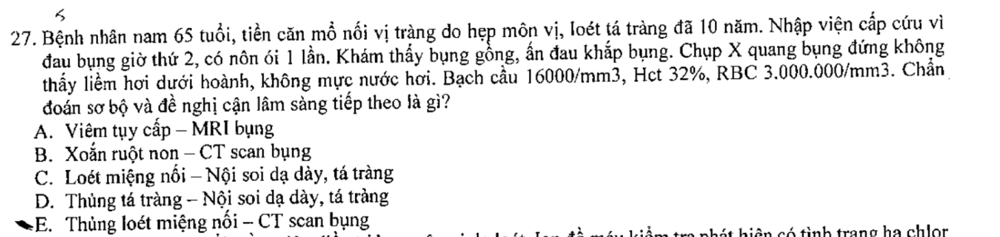 5
27. Bệnh nhân nam 65 tuổi, tiền căn mổ nối vị tràng do hẹp môn vị, loét tá tràng đã 10 năm. Nhập viện cấp cứu vì
đau bụng giờ thứ 2, có nôn ói 1 lần. Khám thấy bụng gồng, ấn đau khắp bụng. Chụp X quang bụng đứng không
thấy liềm hơi dưới hoành, không mực nước hơi. Bạch cầu 16000/mm3, Hct 32%, RBC 3.000.000/mm3. Chẩn
đoán sơ bộ và đề nghị cận lâm sàng tiếp theo là gì?
A. Viêm tụy cấp – MRI bụng
B. Xoắn ruột non – CT scan bụng
C. Loét miệng nối – Nội soi dạ dày, tá tràng
D. Thủng tá tràng – Nội soi dạ dày, tá tràng
E. Thủng loét miệng nối – CT scan bụng
kiểm tra phát hiện có tình trạng hạ chlor